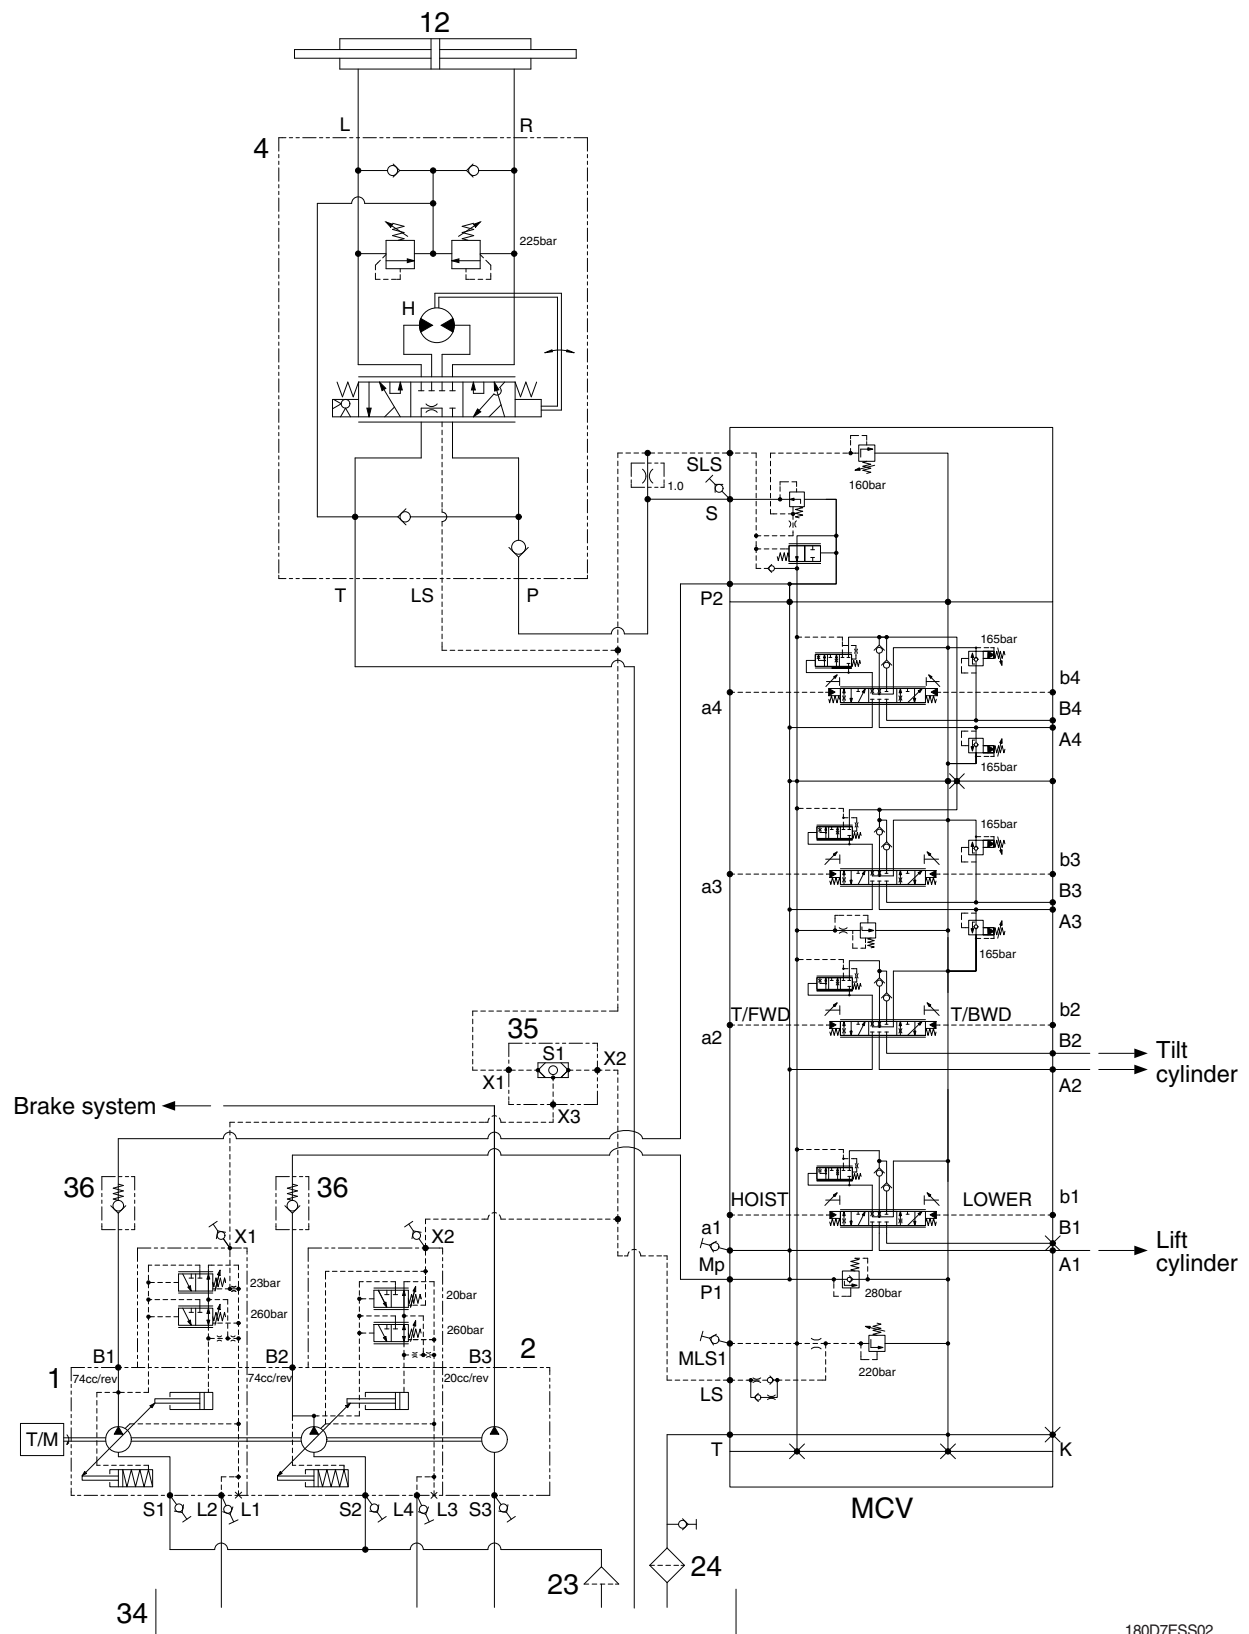 12
L
R
4
225bar
H
T
LS
P
SLS
1.0
S
160bar
P2
165bar
b4
a4
B4
A4
165bar
165bar
b3
a3
B3
A3
165bar
T/FWD
T/BWD
b2
a2
B2
A2
Tilt
cylinder
35
S1
X2
X1
X3
Brake system
36
36
HOIST
LOWER
b1
a1
B1
A1
Lift
cylinder
X1
X2
Mp
P1
280bar
23bar
260bar
20bar
260bar
MLS1
220bar
LS
1
B1
B2
B3
2
74cc/rev
74cc/rev
20cc/rev
T/M
T
K
S1
L2
L1
S2
L4
L3
S3
MCV
23
24
34
180D7ESS02